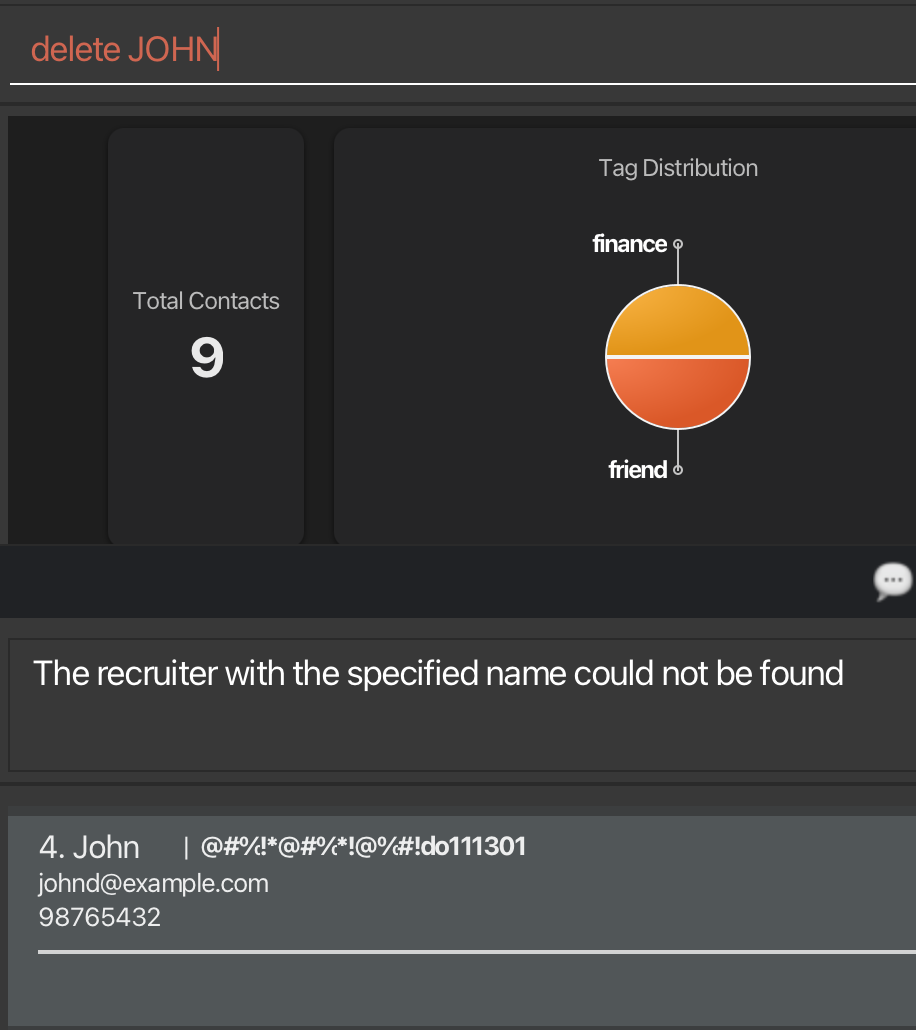 delete JOHN
Tag Distribution
finance
Total Contacts
9
friend
The recruiter with the specified name could not be found
4. John | @#%!*@#%*!@%#!do111301
johnd@example.com
98765432